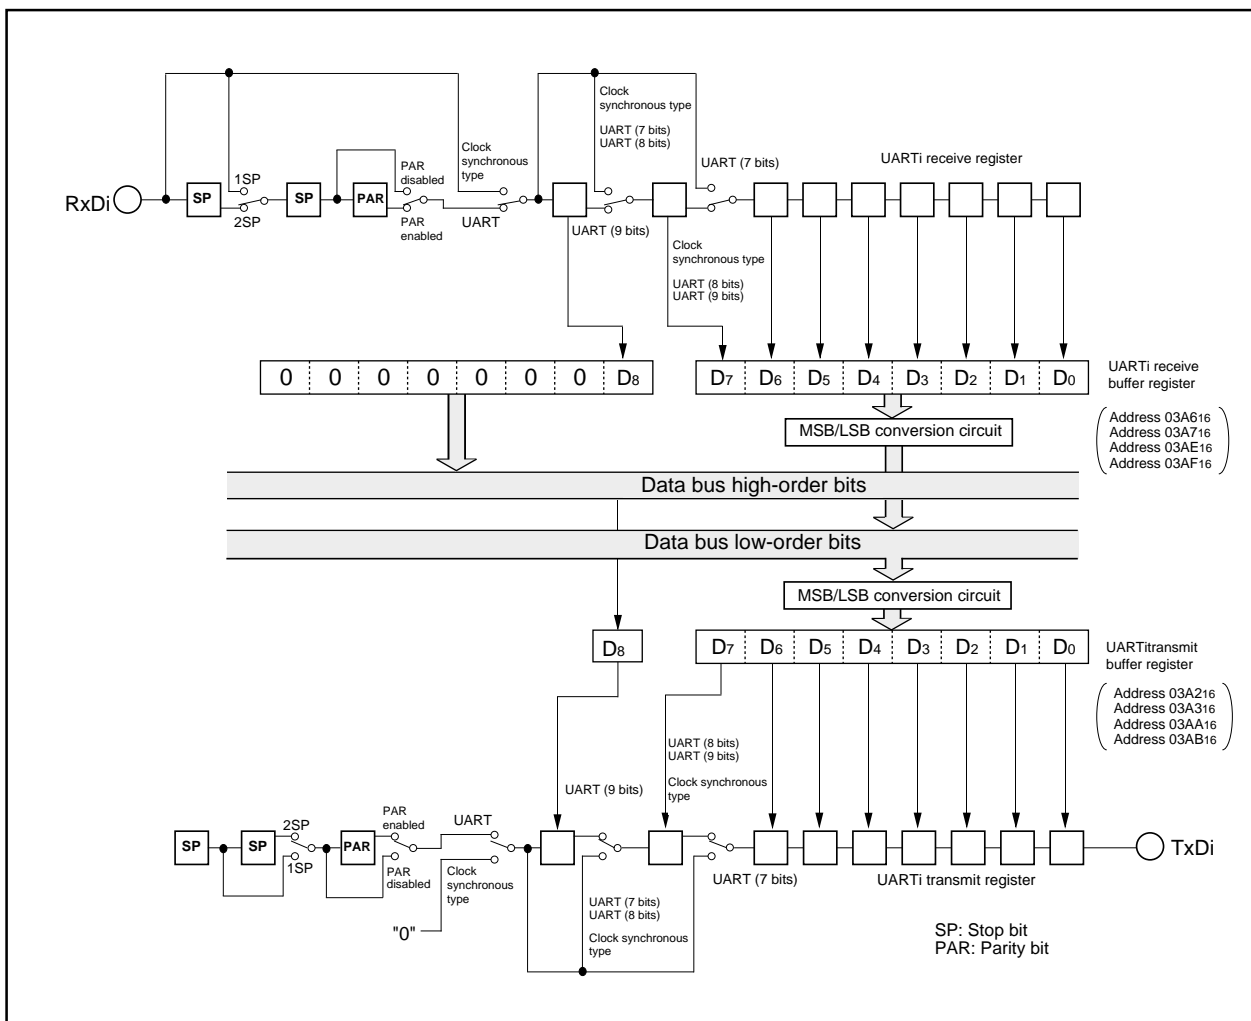 Clock
synchronous type
UART (7 bits)
UART (8 bits)
UART (7 bits)
UARTi receive register
Clock
synchronous
type
PAR
disabled
1SP
RxDi
SP
SP
PAR
2SP
PAR
enabled
UART
UART (9 bits)
Clock
synchronous type
UART (8 bits)
UART (9 bits)
0 0 0 0 0 0 0 D8
D7 D6 D5 D4 D3 D2 D1 D0
UARTi receive
buffer register
MSB/LSB conversion circuit
Address 03A616
Address 03A716
Address 03AE16
Address 03AF16
Data bus high-order bits
Data bus low-order bits
MSB/LSB conversion circuit
D8
D7 D6 D5 D4 D3 D2 D1 D0
UARTitransmit
buffer register
Address 03A216
Address 03A316
Address 03AA16
Address 03AB16
UART (8 bits)
UART (9 bits)
Clock synchronous
type
UART (9 bits)
PAR
enabled
UART
2SP
SP
SP
PAR
TxDi
1SP
PAR
disabled
Clock
synchronous
type
"0"
UART (7 bits)
UARTi transmit register
UART (7 bits)
UART (8 bits)
Clock synchronous
type
SP: Stop bit
PAR: Parity bit